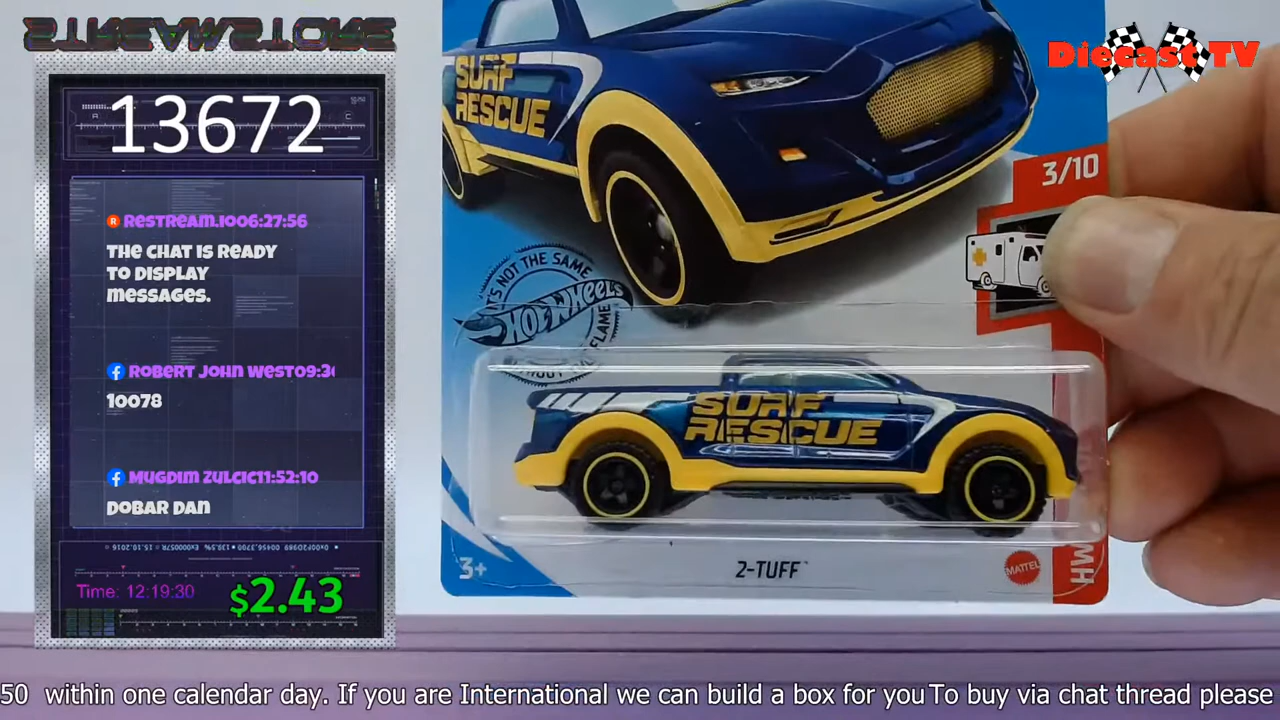 13672
Restream.io06:27:56
The chat is ready
to display
messages.
Robert John West09:3
10078
Mugdim Zulcic11:52:10
Dobar dan
Time: 12:19:30
$2.43
Diecast TV
SURF
RESCUE
3/10
IT'S NOT THE SAME
Hot Wheels
FLAME
SURF
RESCUE
3+
2-TUFF
MATTEL
HW
50 within one calendar day. If you are International we can build a box for you To buy via chat thread please